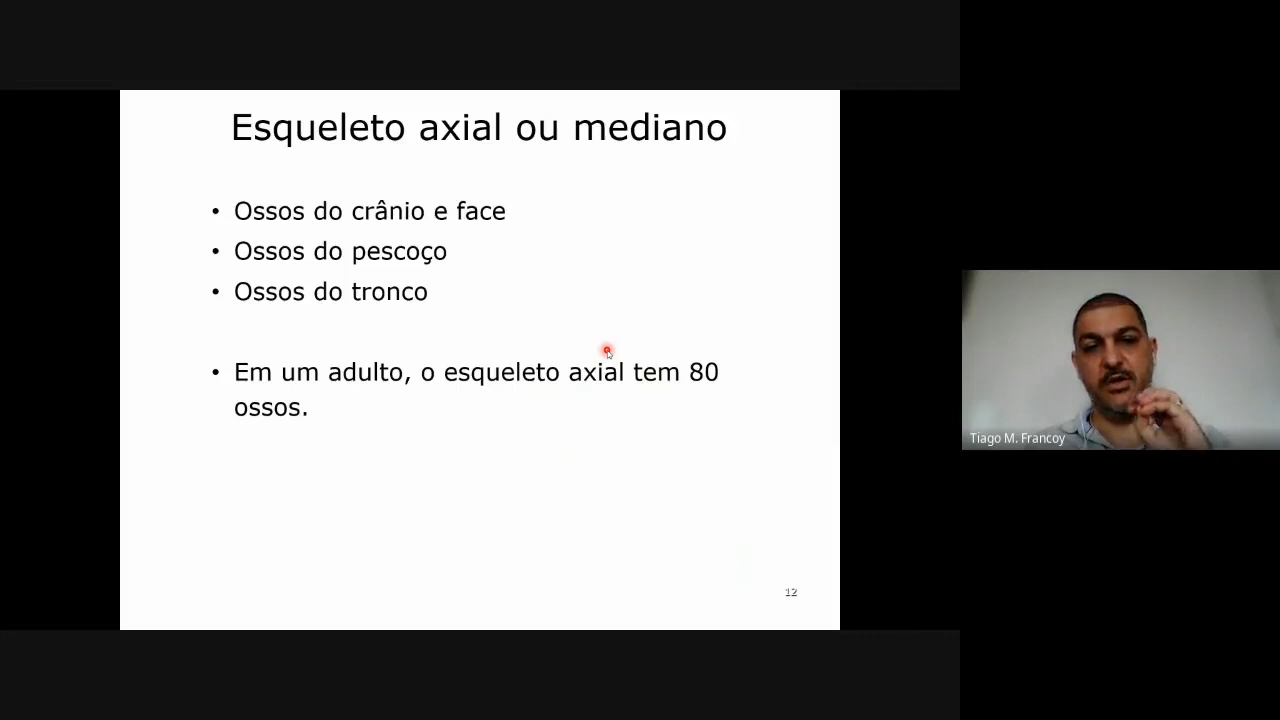 Esqueleto axial ou mediano
• Ossos do crânio e face
• Ossos do pescoço
• Ossos do tronco
• Em um adulto, o esqueleto axial tem 80
ossos.
12
Tiago M. Francoy